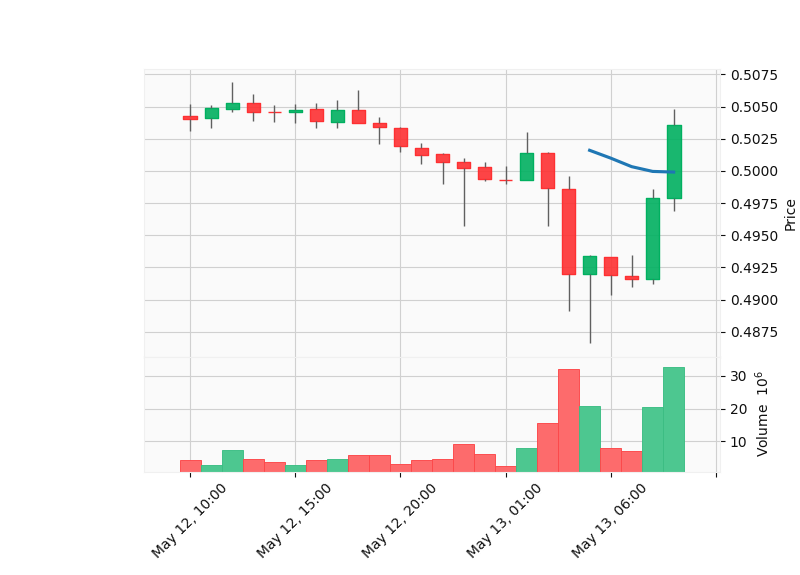 0.5075
0.5050
0.5025
0.5000
0.4975
0.4950
0.4925
0.4900
0.4875
Price
30
20
10
Volume 10⁶
May 12, 10:00
May 12, 15:00
May 12, 20:00
May 13, 01:00
May 13, 06:00